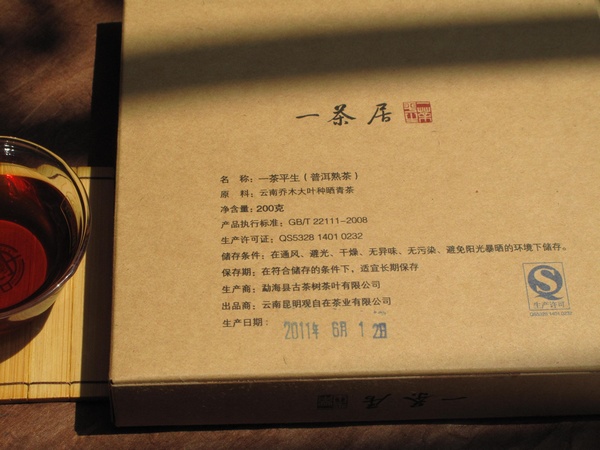 一茶居
名 称：一茶平生（普洱熟茶）
原 料：云南乔木大叶种晒青茶
净含量：200克
产品执行标准：GB/T 22111-2008
生产许可证：QS5328 1401 0232
储存条件：在通风、避光、干燥、无异味、无污染、避免阳光暴晒的环境下储存。
保存期：在符合储存的条件下，适宜长期保存
生产商：勐海县古茶树茶叶有限公司
出品商：云南昆明观自在茶业有限公司
生产日期：
2011年 6月 1
生产许可
一茶居